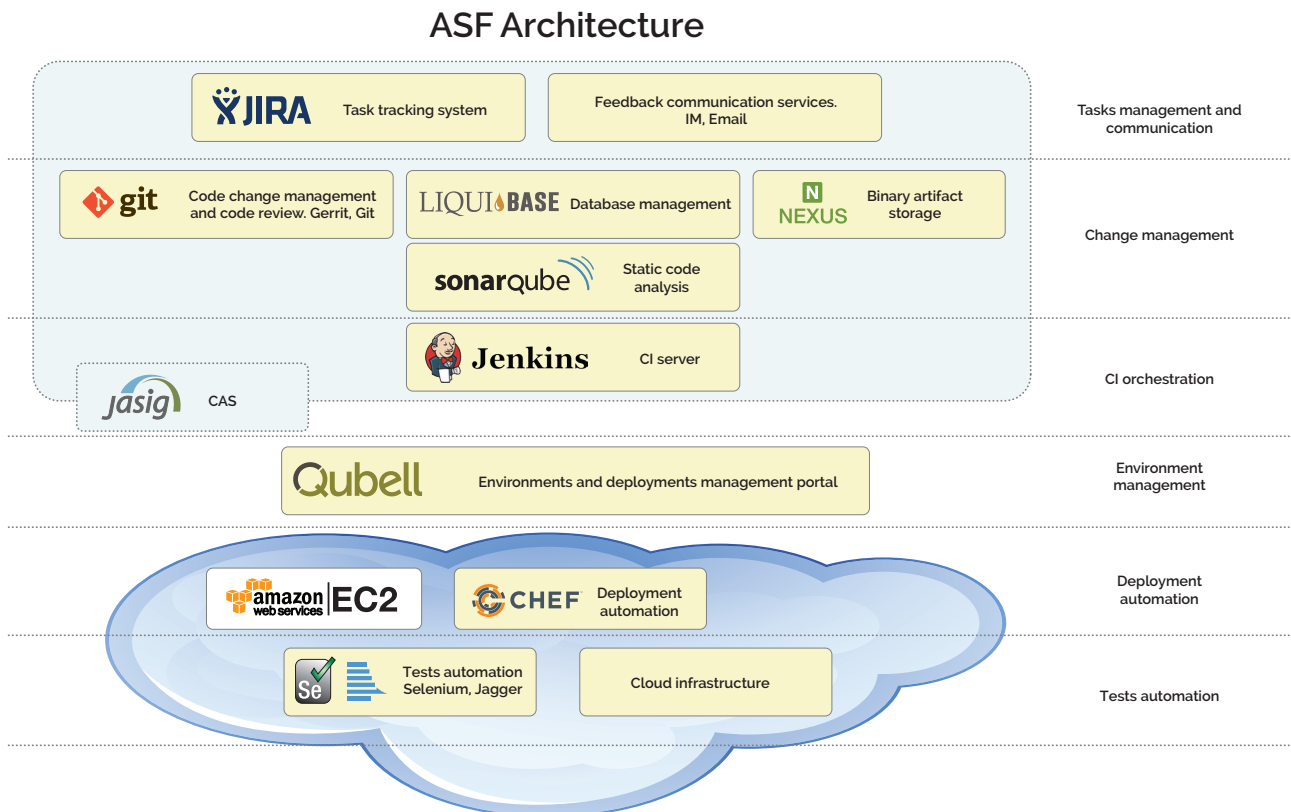 ASF Architecture
JIRA
Task tracking system
Feedback communication services.
IM, Email
Tasks management and
communication
git
Code change management
and code review. Gerrit, Git
LIQUIBASE
Database management
N
NEXUS
Binary artifact
storage
Change management
sonarqube
Static code
analysis
Jenkins
CI server
CI orchestration
jasig
CAS
Qubell
Environments and deployments management portal
Environment
management
amazon
web services
EC2
CHEF
Deployment
automation
Deployment
automation
Se
Tests automation
Selenium, Jagger
Cloud infrastructure
Tests automation